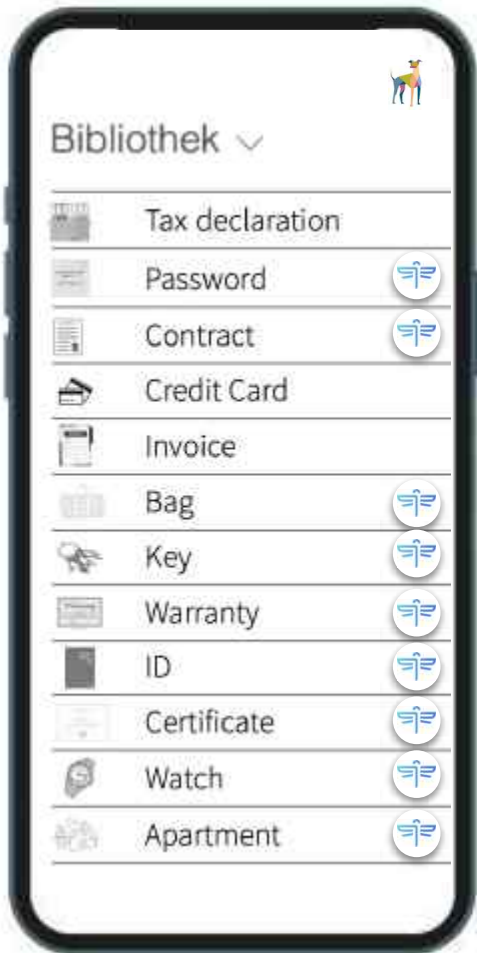 Bibliothek
Tax declaration
Password
Contract
Credit Card
Invoice
Bag
Key
Warranty
ID
Certificate
Watch
Apartment